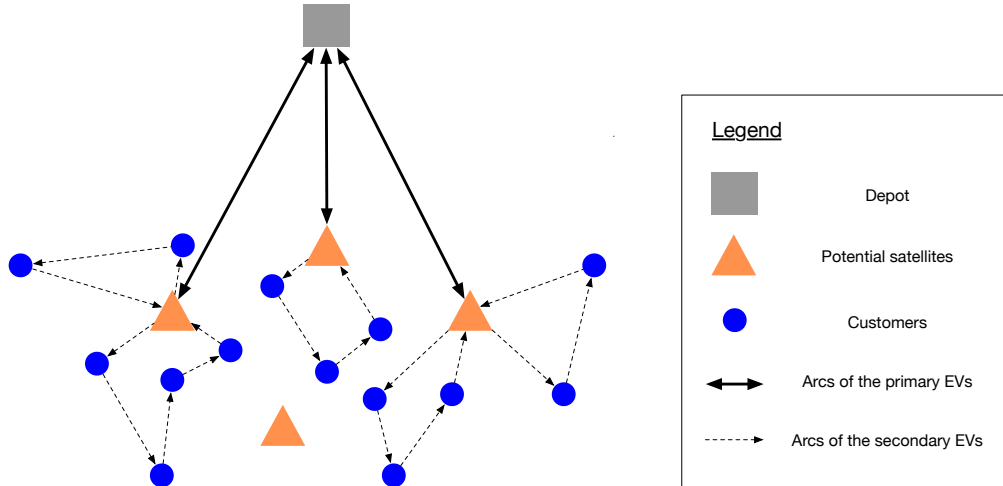 Legend
Depot
Potential satellites
Customers
Arcs of the primary EVs
Arcs of the secondary EVs